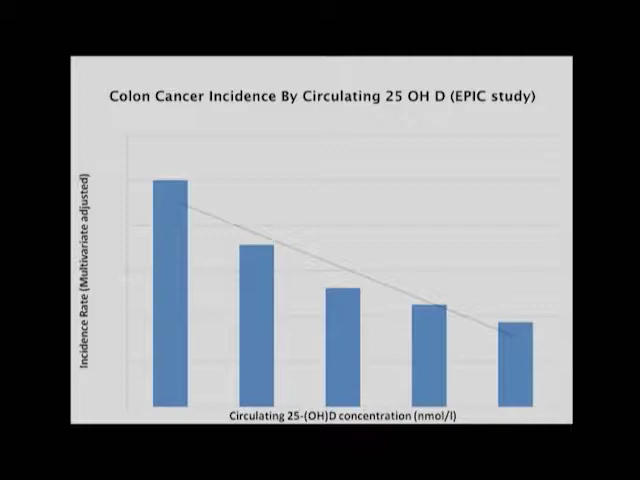 Colon Cancer Incidence By Circulating 25 OH D (EPIC study)
Incidence Rate (Multivariate adjusted)
Circulating 25-(OH)D concentration (nmol/l)